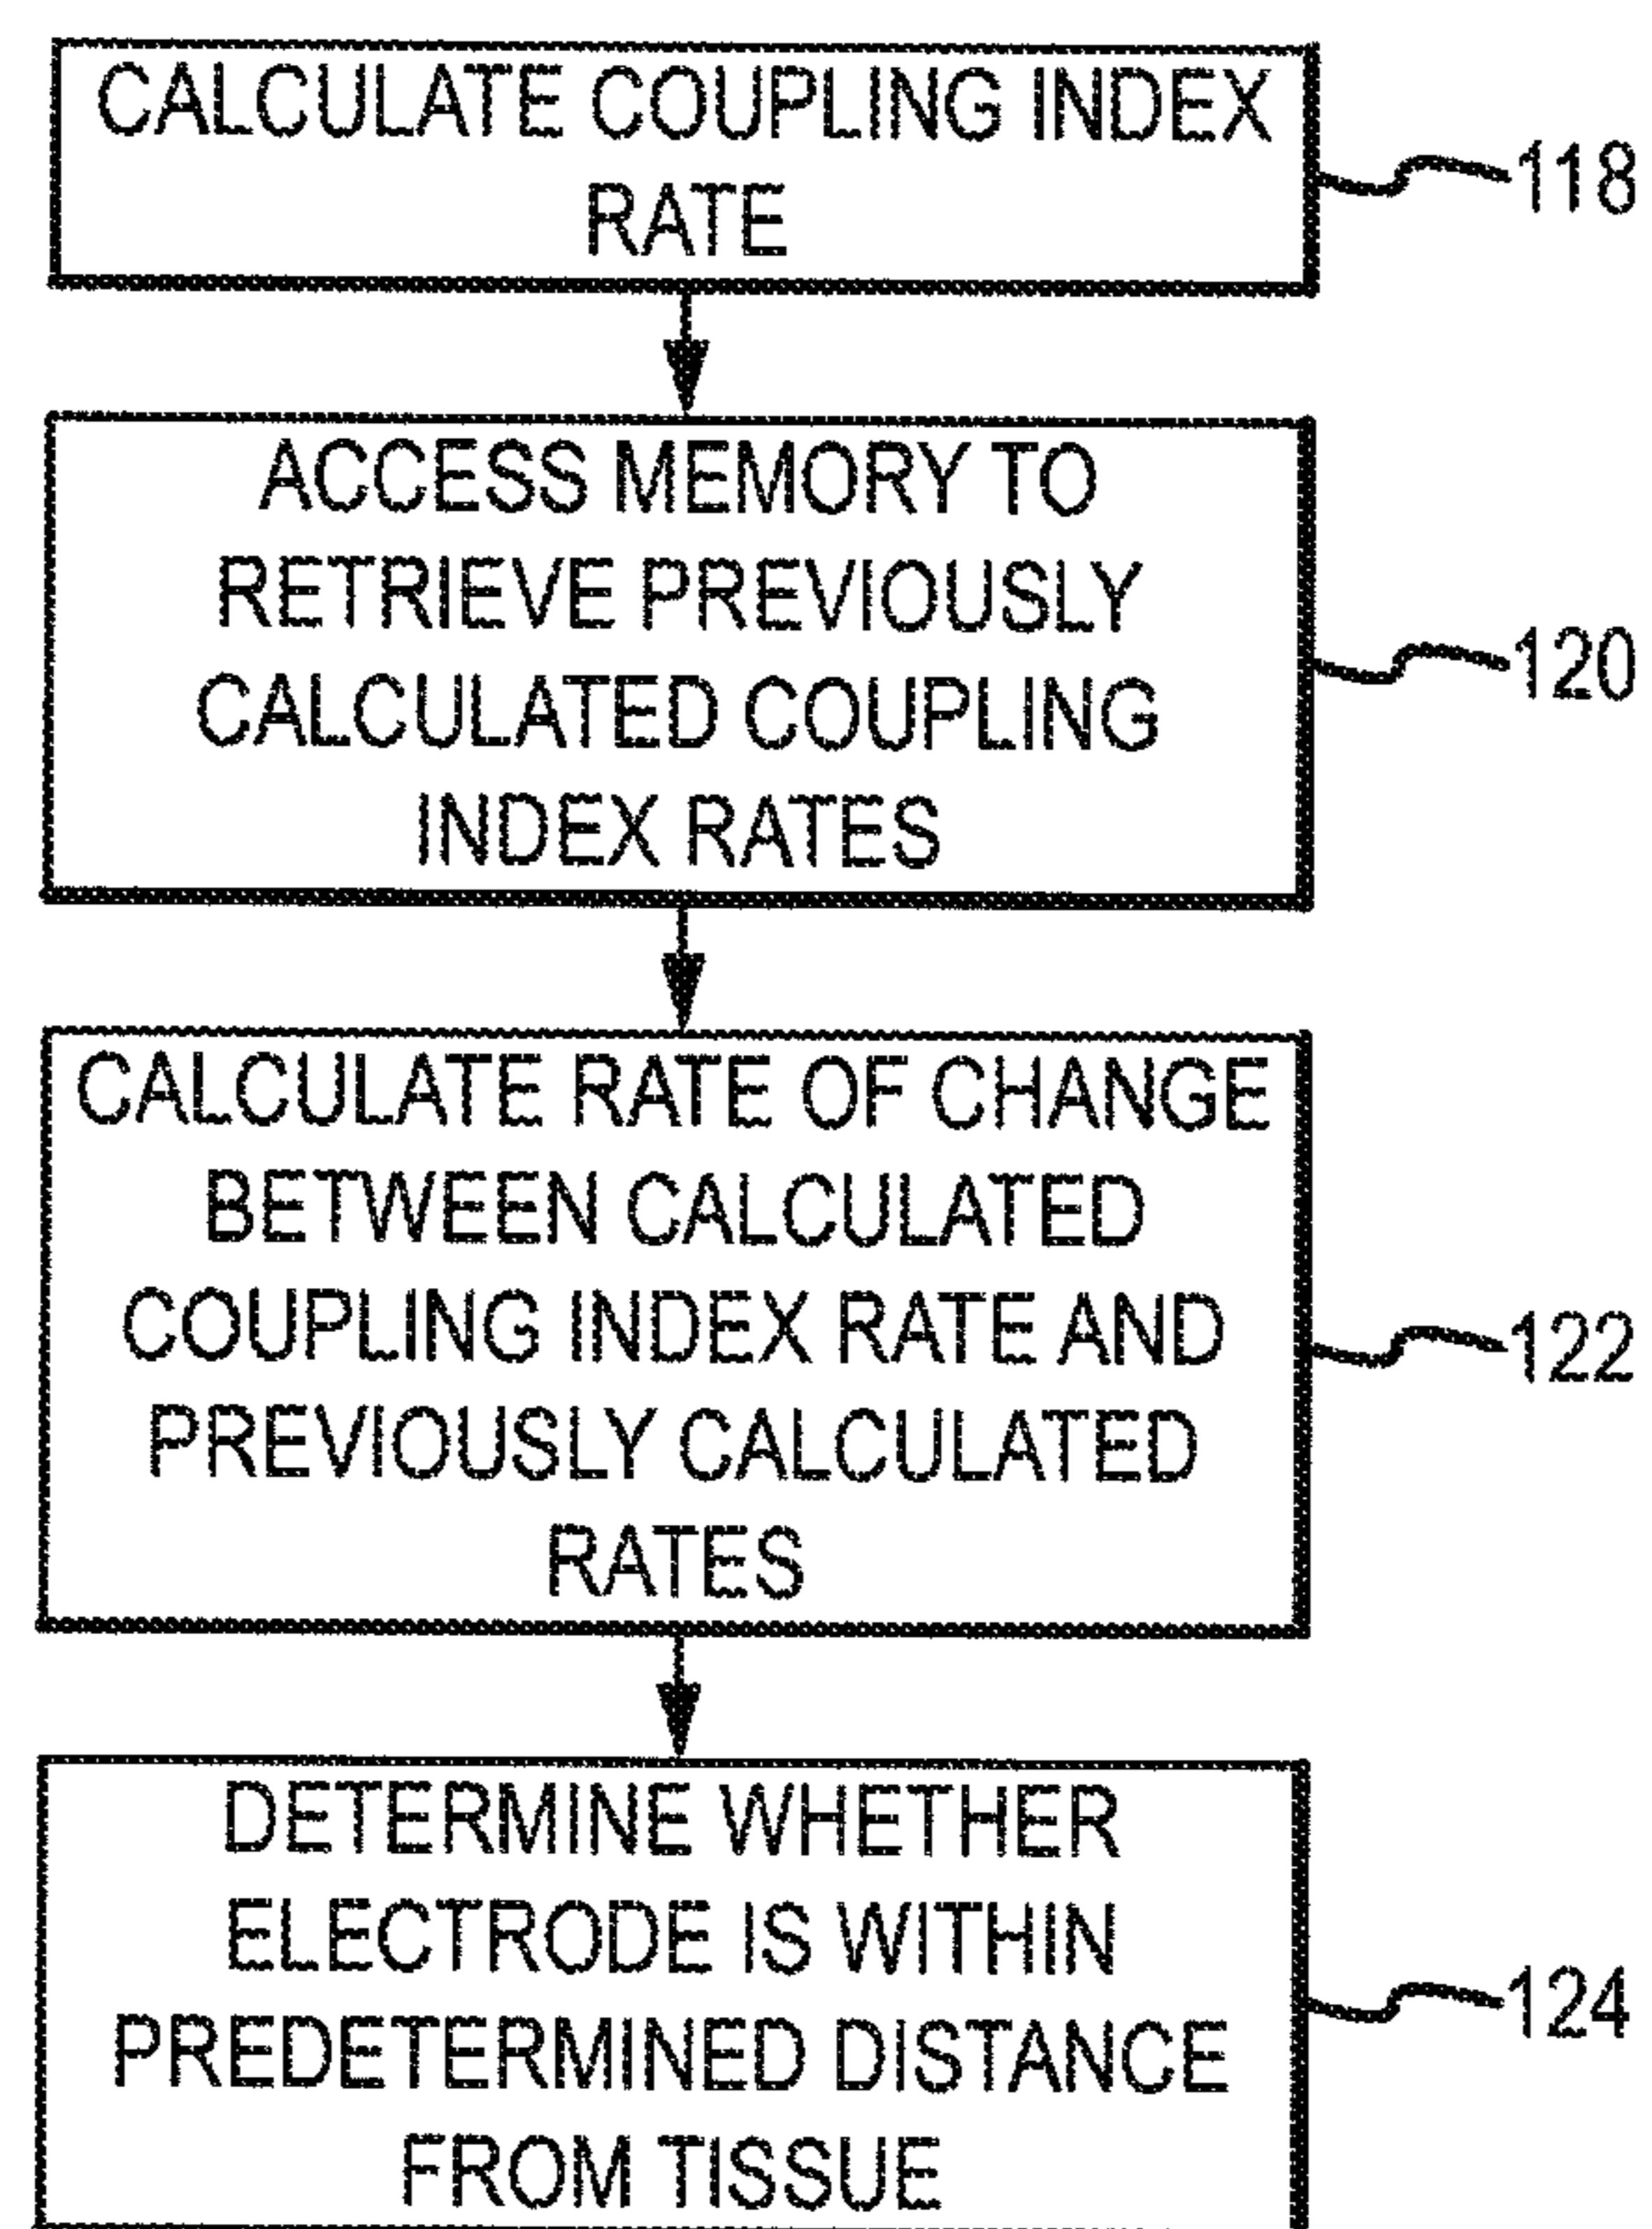 CALCULATE COUPLING INDEX
RATE
118
ACCESS MEMORY TO
RETRIEVE PREVIOUSLY
CALCULATED COUPLING
INDEX RATES
120
CALCULATE RATE OF CHANGE
BETWEEN CALCULATED
COUPLING INDEX RATE AND
PREVIOUSLY CALCULATED
RATES
122
DETERMINE WHETHER
ELECTRODE IS WITHIN
PREDETERMINED DISTANCE
FROM TISSUE
124